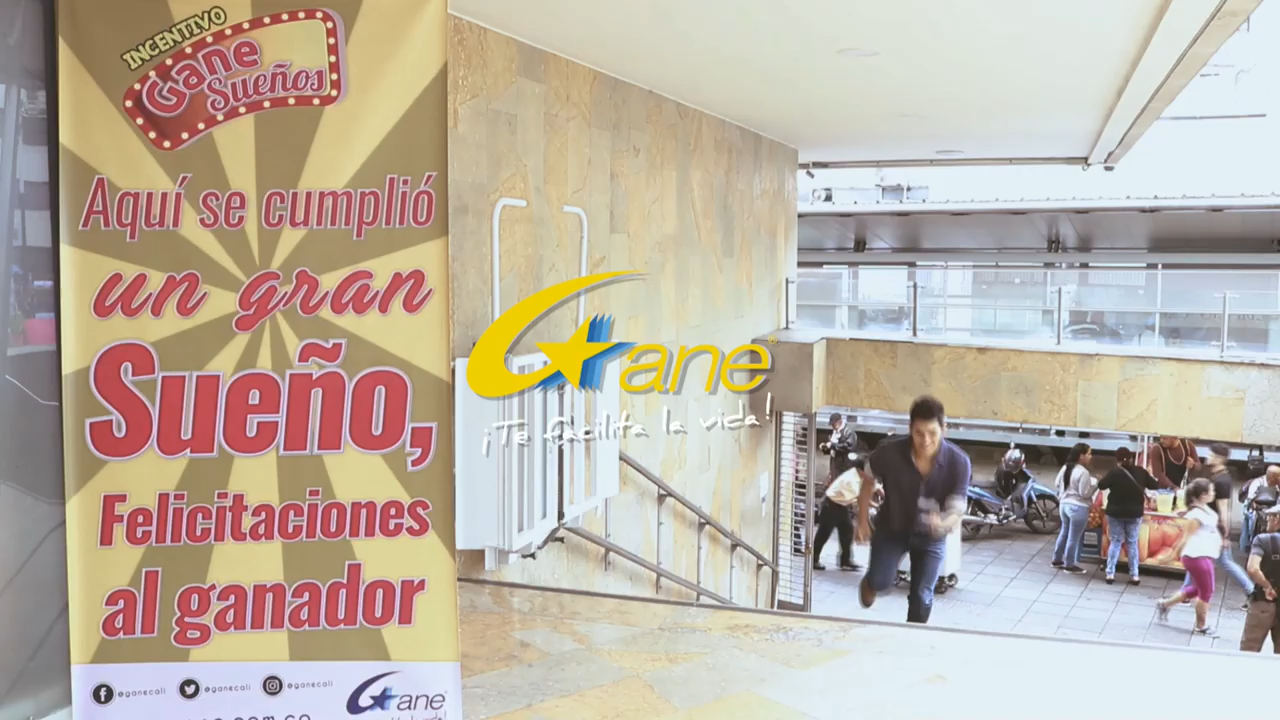 INCENTIVO
Gane
Sueños
Aquí se cumplió
un gran
Sueño,
Felicitaciones
al ganador
@ganecali @ganecali @ganecali
Gane
Gane
¡Te facilita la vida!